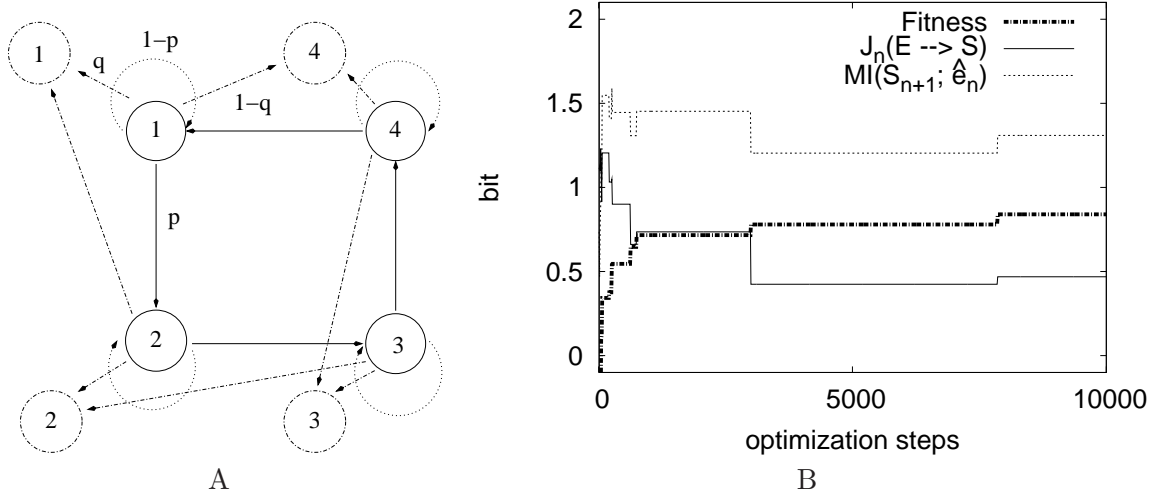 1
q
1−p
4
1
1−q
4
p
2
3
2
3
A
bit
2
1.5
1
0.5
0
0
5000
10000
optimization steps
Fitness
J_n(E --> S)
MI(S_{n+1}; ê_n)
B